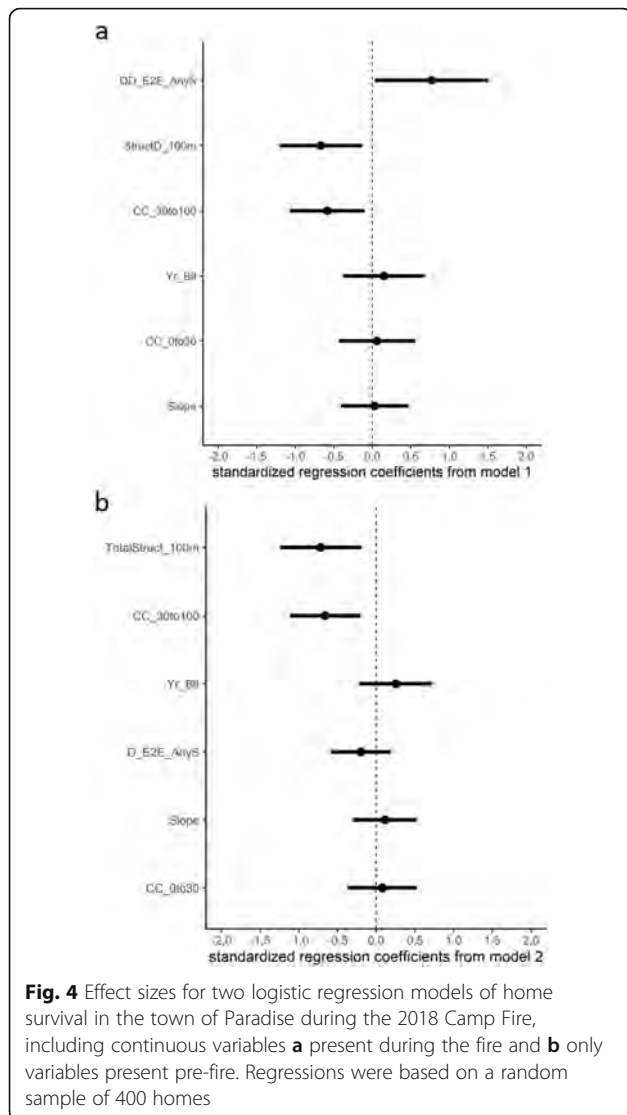 a
StructD_100m
CC_30to100
Yr_Blt
CC_0to30
Slope
-2.0 -1.5 -1.0 -0.5 0.0 0.5 1.0 1.5 2.0
standardized regression coefficients from model 1
b
TotalStruct_100m
CC_30to100
Yr_Blt
D_E2E_AnyS
Slope
CC_0to30
-2.0 -1.5 -1.0 -0.5 0.0 0.5 1.0 1.5 2.0
standardized regression coefficients from model 2
Fig. 4 Effect sizes for two logistic regression models of home
survival in the town of Paradise during the 2018 Camp Fire,
including continuous variables a present during the fire and b only
variables present pre-fire. Regressions were based on a random
sample of 400 homes